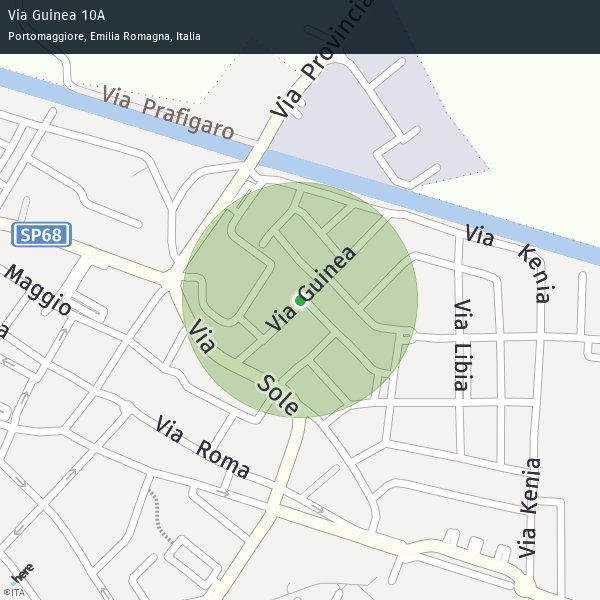 Via Guinea 10A
Portomaggiore, Emilia Romagna, Italia
Via Provincia
Via Prafigaro
SP68
Via Kenia
Maggio
Via Guinea
Via Libia
Via Sole
Via Roma
Via Kenia
here
©ITA